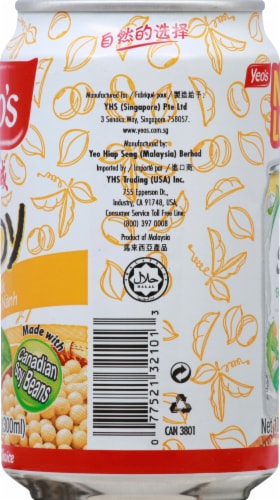 自然的选择
Yeo's
eo's
Manufactured For / Fabriqué pour / 製造給予:
YHS (Singapore) Pte Ltd
3 Senoko Way, Singapore 758057.
www.yeos.com.sg
Manufactured by:
Yeo Hiap Seng (Malaysia) Berhad
Imported by / Importé par / 進口商:
YHS Trading (USA) Inc.
755 Epperson Dr.,
Industry, CA 91748, USA.
Consumer Service Toll Free Line:
(800) 397 0008
Product of Malaysia
馬來西亞產品
HALAL
Made with
Canadian
Soy Beans
0 77521 32101 3
CAN 3801
(300ml)